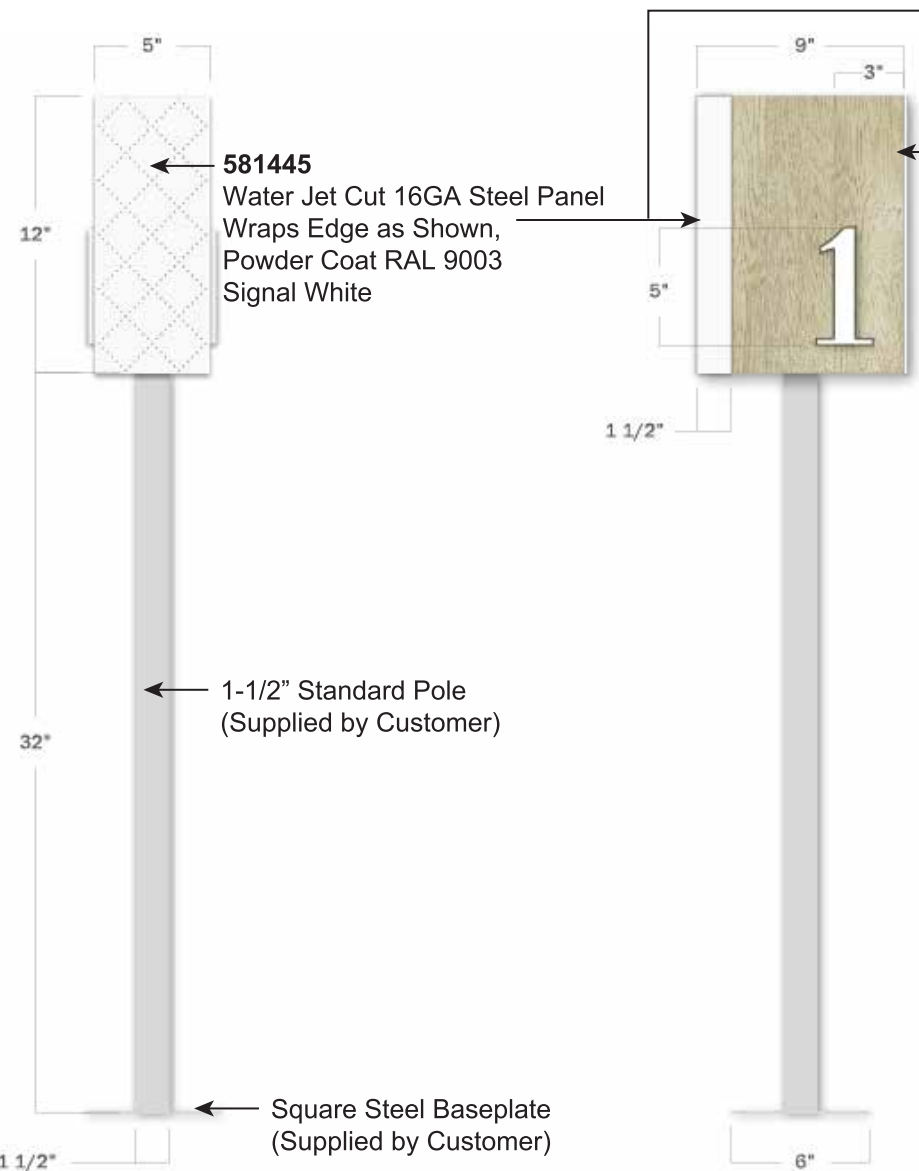 5"
9"
3"
581445
Water Jet Cut 16GA Steel Panel
Wraps Edge as Shown,
Powder Coat RAL 9003
Signal White
12"
5"
1
1 1/2"
1-1/2” Standard Pole
(Supplied by Customer)
32"
Square Steel Baseplate
(Supplied by Customer)
1 1/2"
6"